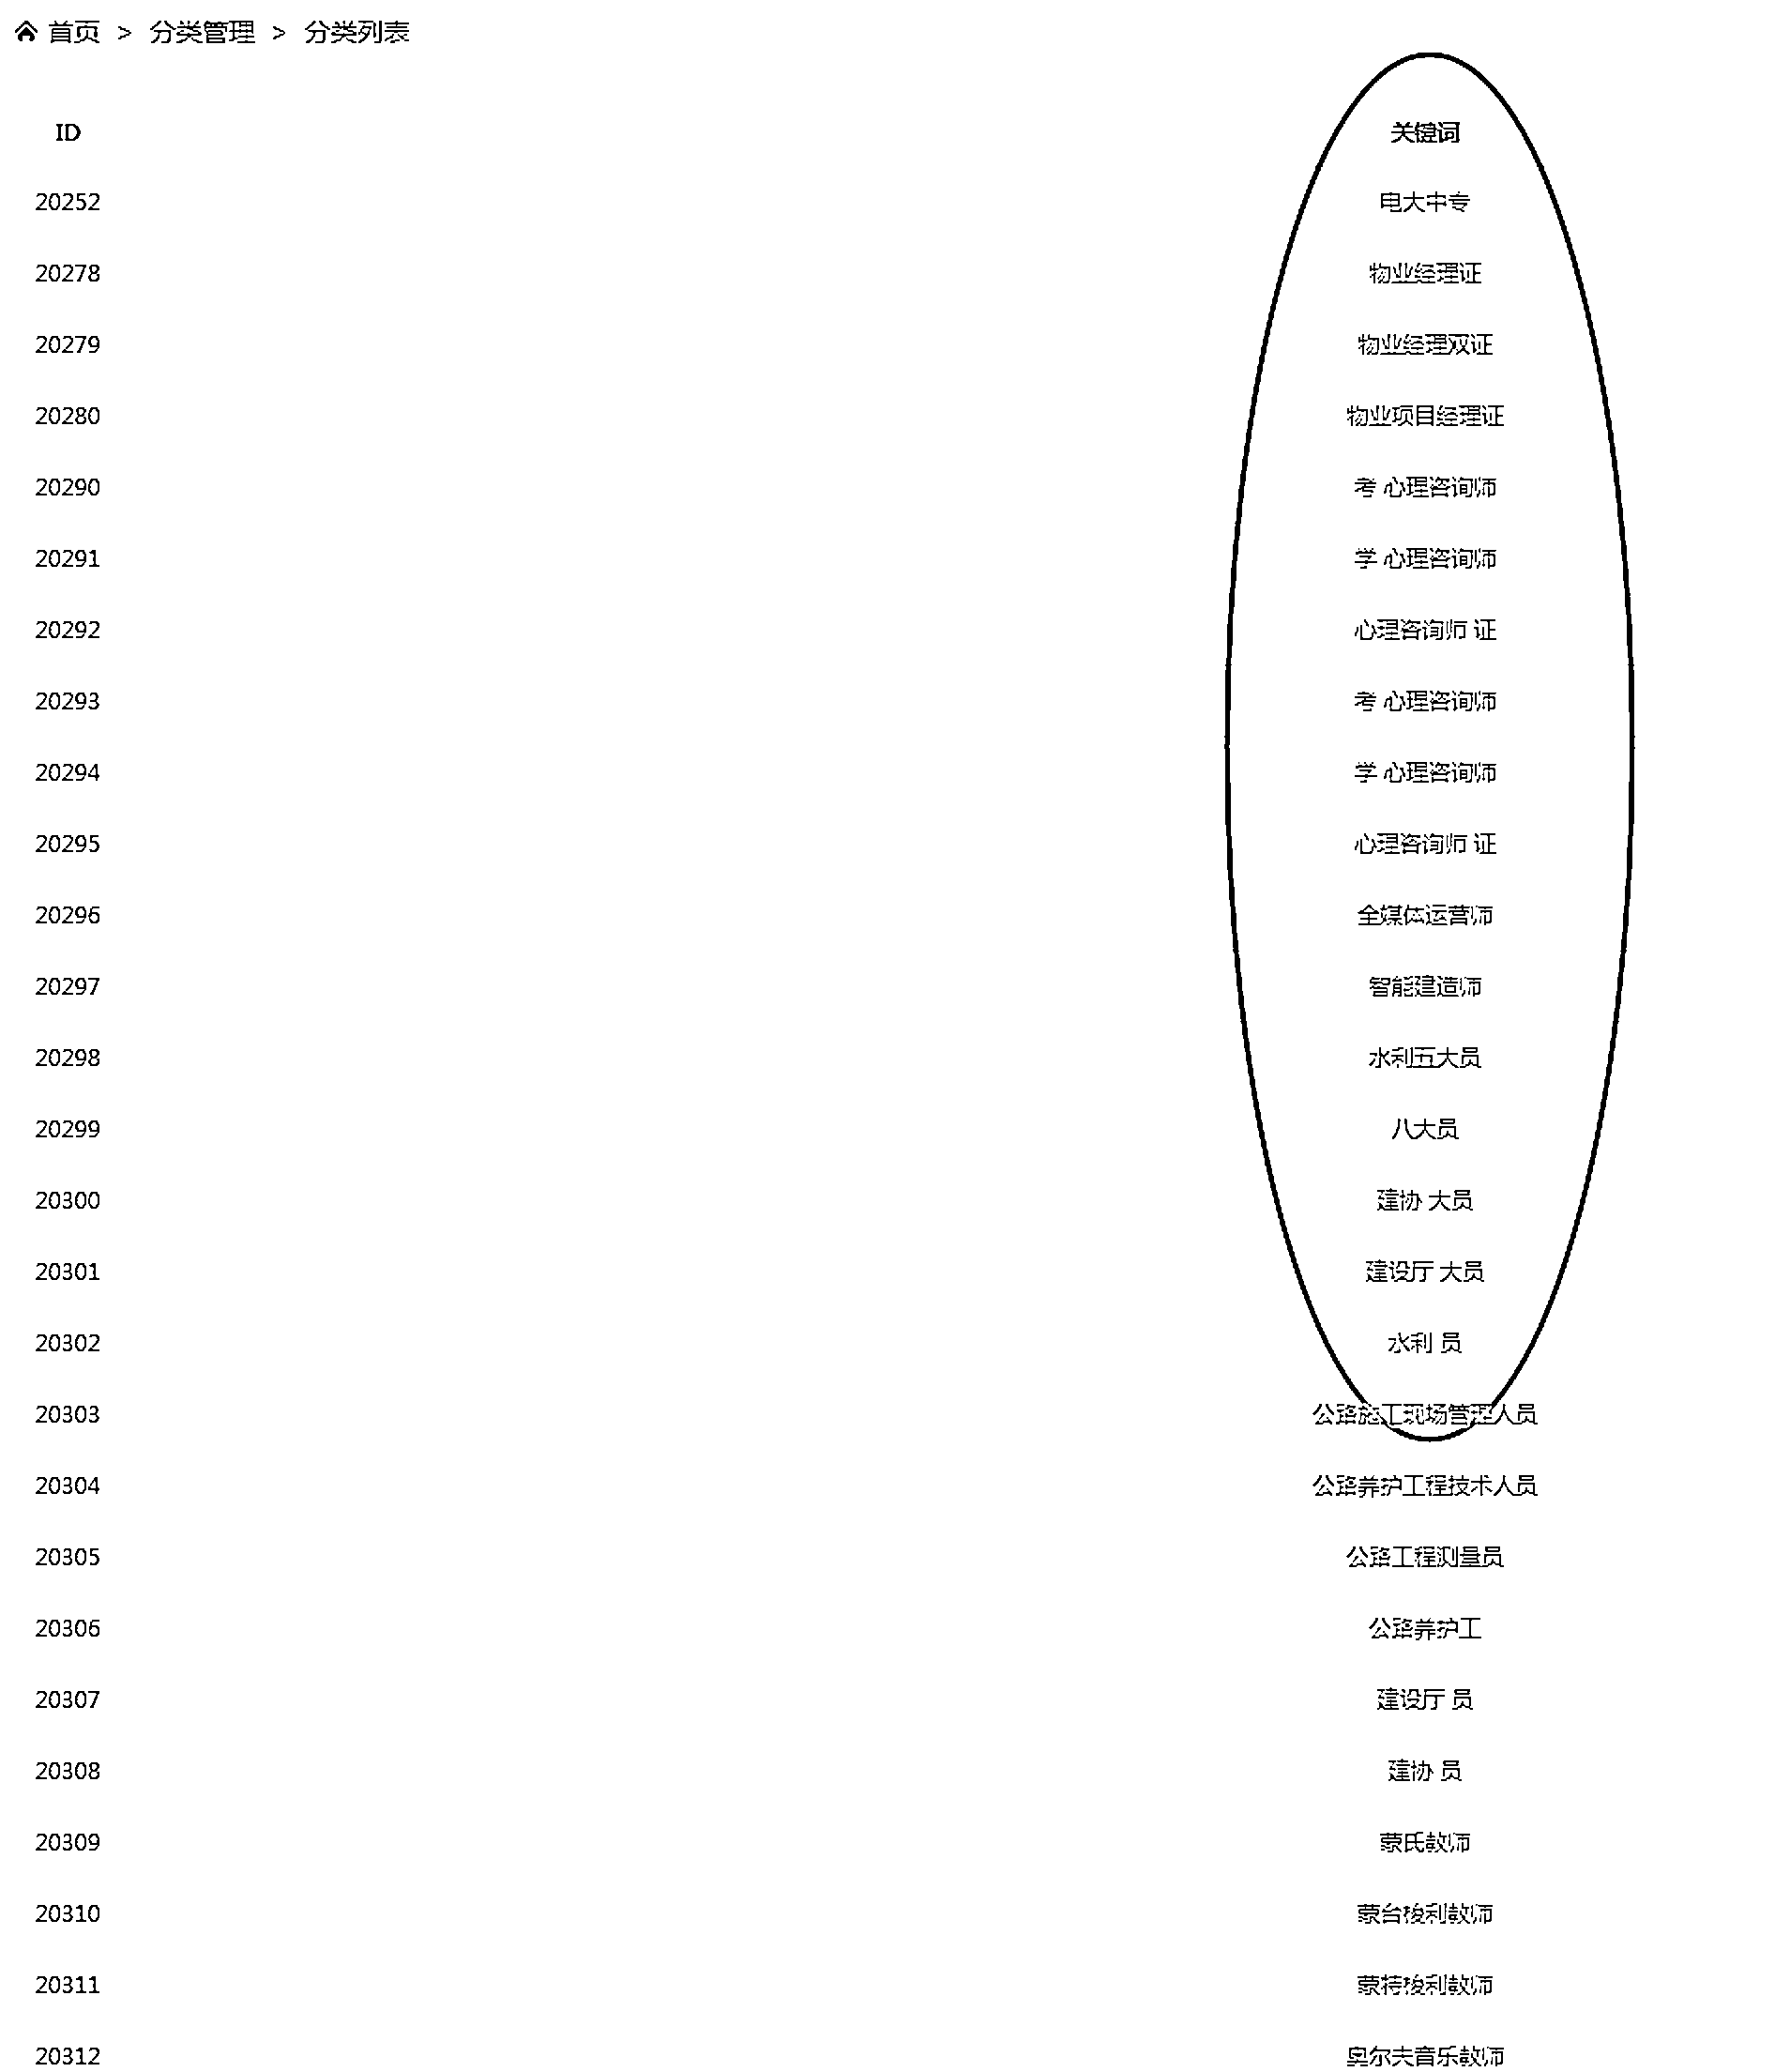 首页 > 分类管理 > 分类列表
ID 关键词
20252 电大中专
20278 物业经理证
20279 物业经理双证
20280 物业项目经理证
20290 考 心理咨询师
20291 学 心理咨询师
20292 心理咨询师 证
20293 考 心理咨询师
20294 学 心理咨询师
20295 心理咨询师 证
20296 全媒体运营师
20297 智能建造师
20298 水利五大员
20299 八大员
20300 建协 大员
20301 建设厅 大员
20302 水利 员
20303 公路施工现场管理人员
20304 公路养护工程技术人员
20305 公路工程测量员
20306 公路养护工
20307 建设厅 员
20308 建协 员
20309 蒙氏教师
20310 蒙台梭利教师
20311 蒙特梭利教师
20312 奥尔夫音乐教师